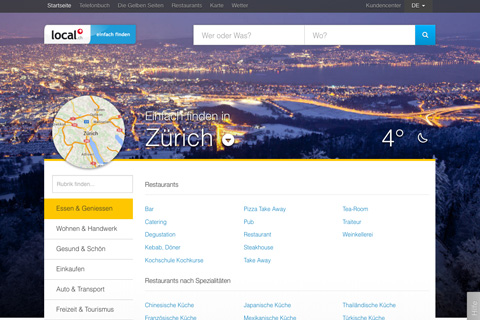 Startseite Telefonbuch Die Gelben Seiten Karte Wetter Kundencenter DE
local.ch einfach finden
Wer oder Was? Wo?
Einfach finden in
Zürich
4°
Zürich
Rubrik finden...
Essen & Geniessen
Wohnen & Handwerk
Gesund & Schön
Einkaufen
Auto & Transport
Freizeit & Tourismus
Restaurants
Bar Pizza Take Away Tea-Room
Catering Pub Traiteur
Degustation Restaurant Weinkellerei
Kebab, Döner Steakhouse
Kochschule Kochkurse Take Away
Restaurants nach Spezialitäten
Chinesische Küche Japanische Küche Thailändische Küche
Französische Küche Mexikanische Küche Türkische Küche